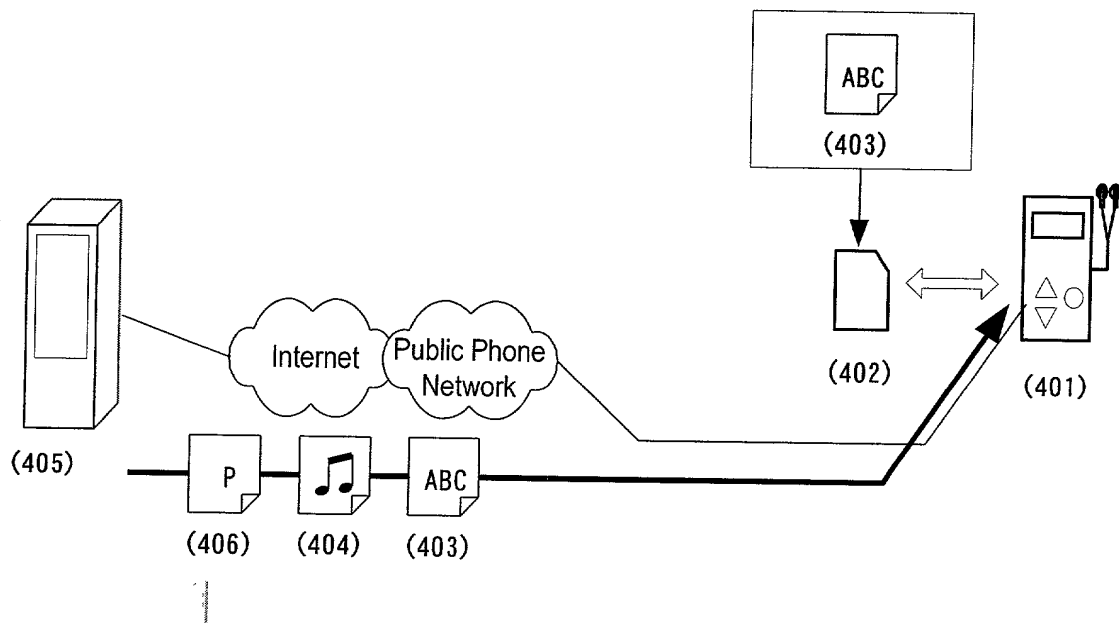 ABC
(403)
Internet
Public Phone
Network
(402)
(401)
(405)
P
ABC
(406)
(404)
(403)